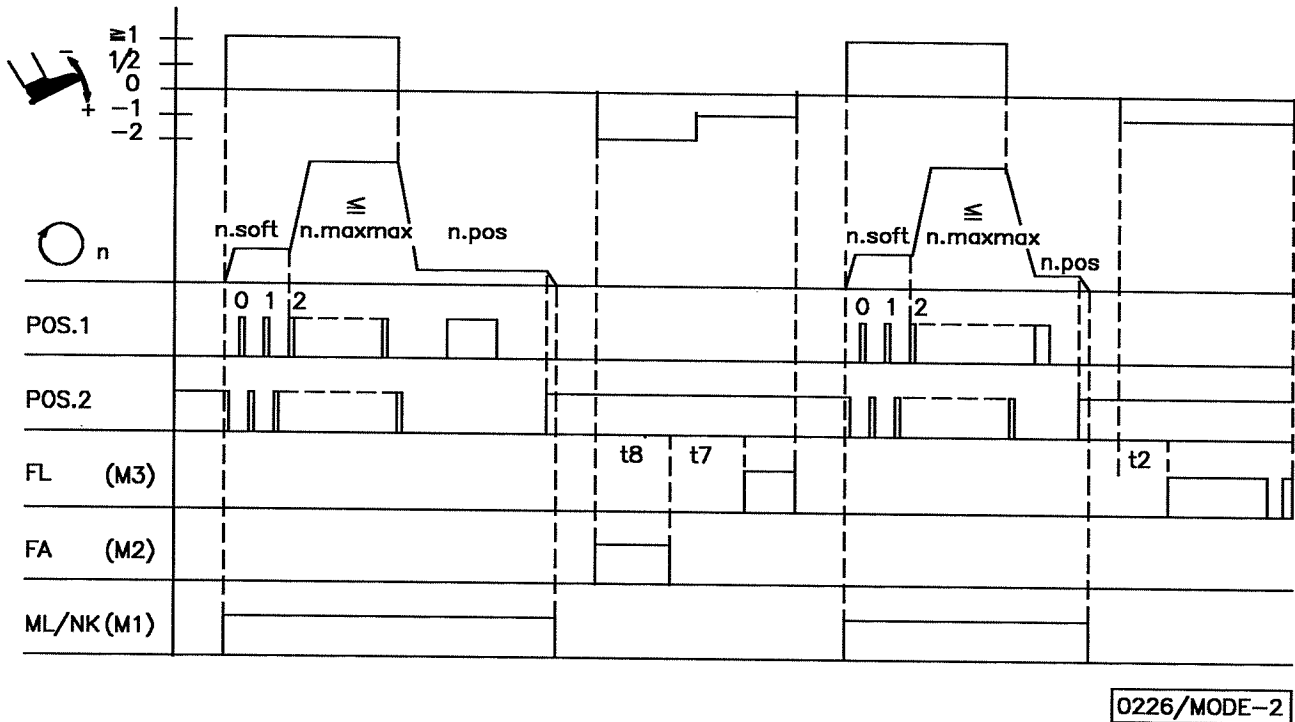 ≧1
1/2
0
−1
−2
−
+
n
n.soft
≦
n.maxmax
n.pos
n.soft
≦
n.maxmax
n.pos
POS.1
0 1 2
0 1 2
POS.2
FL (M3)
t8
t7
t2
FA (M2)
ML/NK (M1)
0226/MODE−2